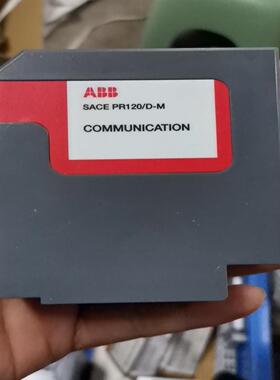 ABB
SACE PR120/D-M
COMMUNICATION